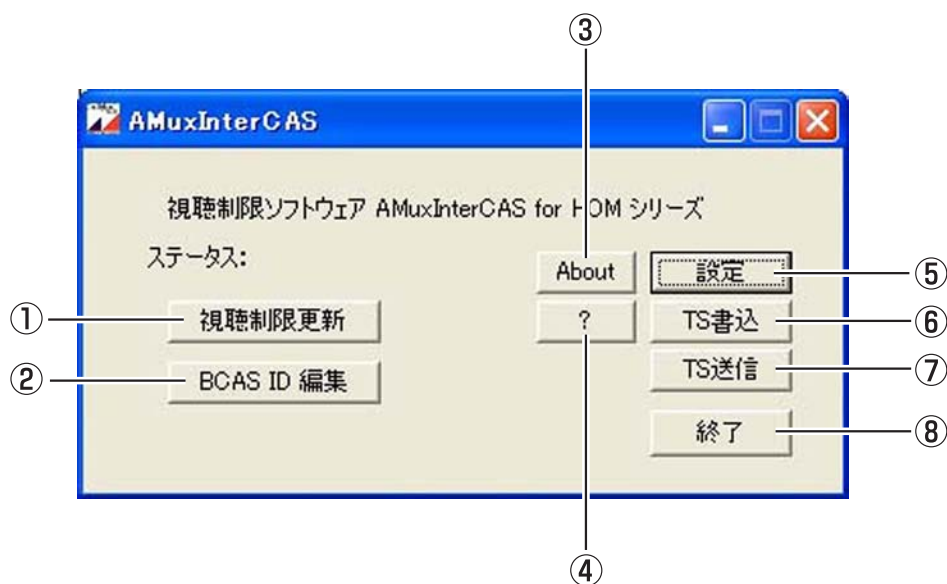 ③
AMuxInterCAS
視聴制限ソフトウェア AMuxInterCAS for HOM シリーズ
ステータス:
About 設定 ⑤
① 視聴制限更新 ? TS書込 ⑥
② BCAS ID 編集 TS送信 ⑦
終了 ⑧
④